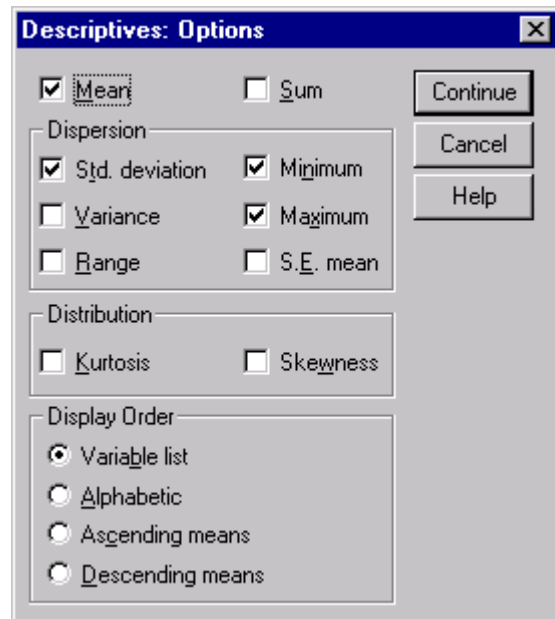 Descriptives: Options
Mean Sum
Continue
Dispersion
Cancel
Std. deviation Minimum
Help
Variance Maximum
Range S.E. mean
Distribution
Kurtosis Skewness
Display Order
Variable list
Alphabetic
Ascending means
Descending means